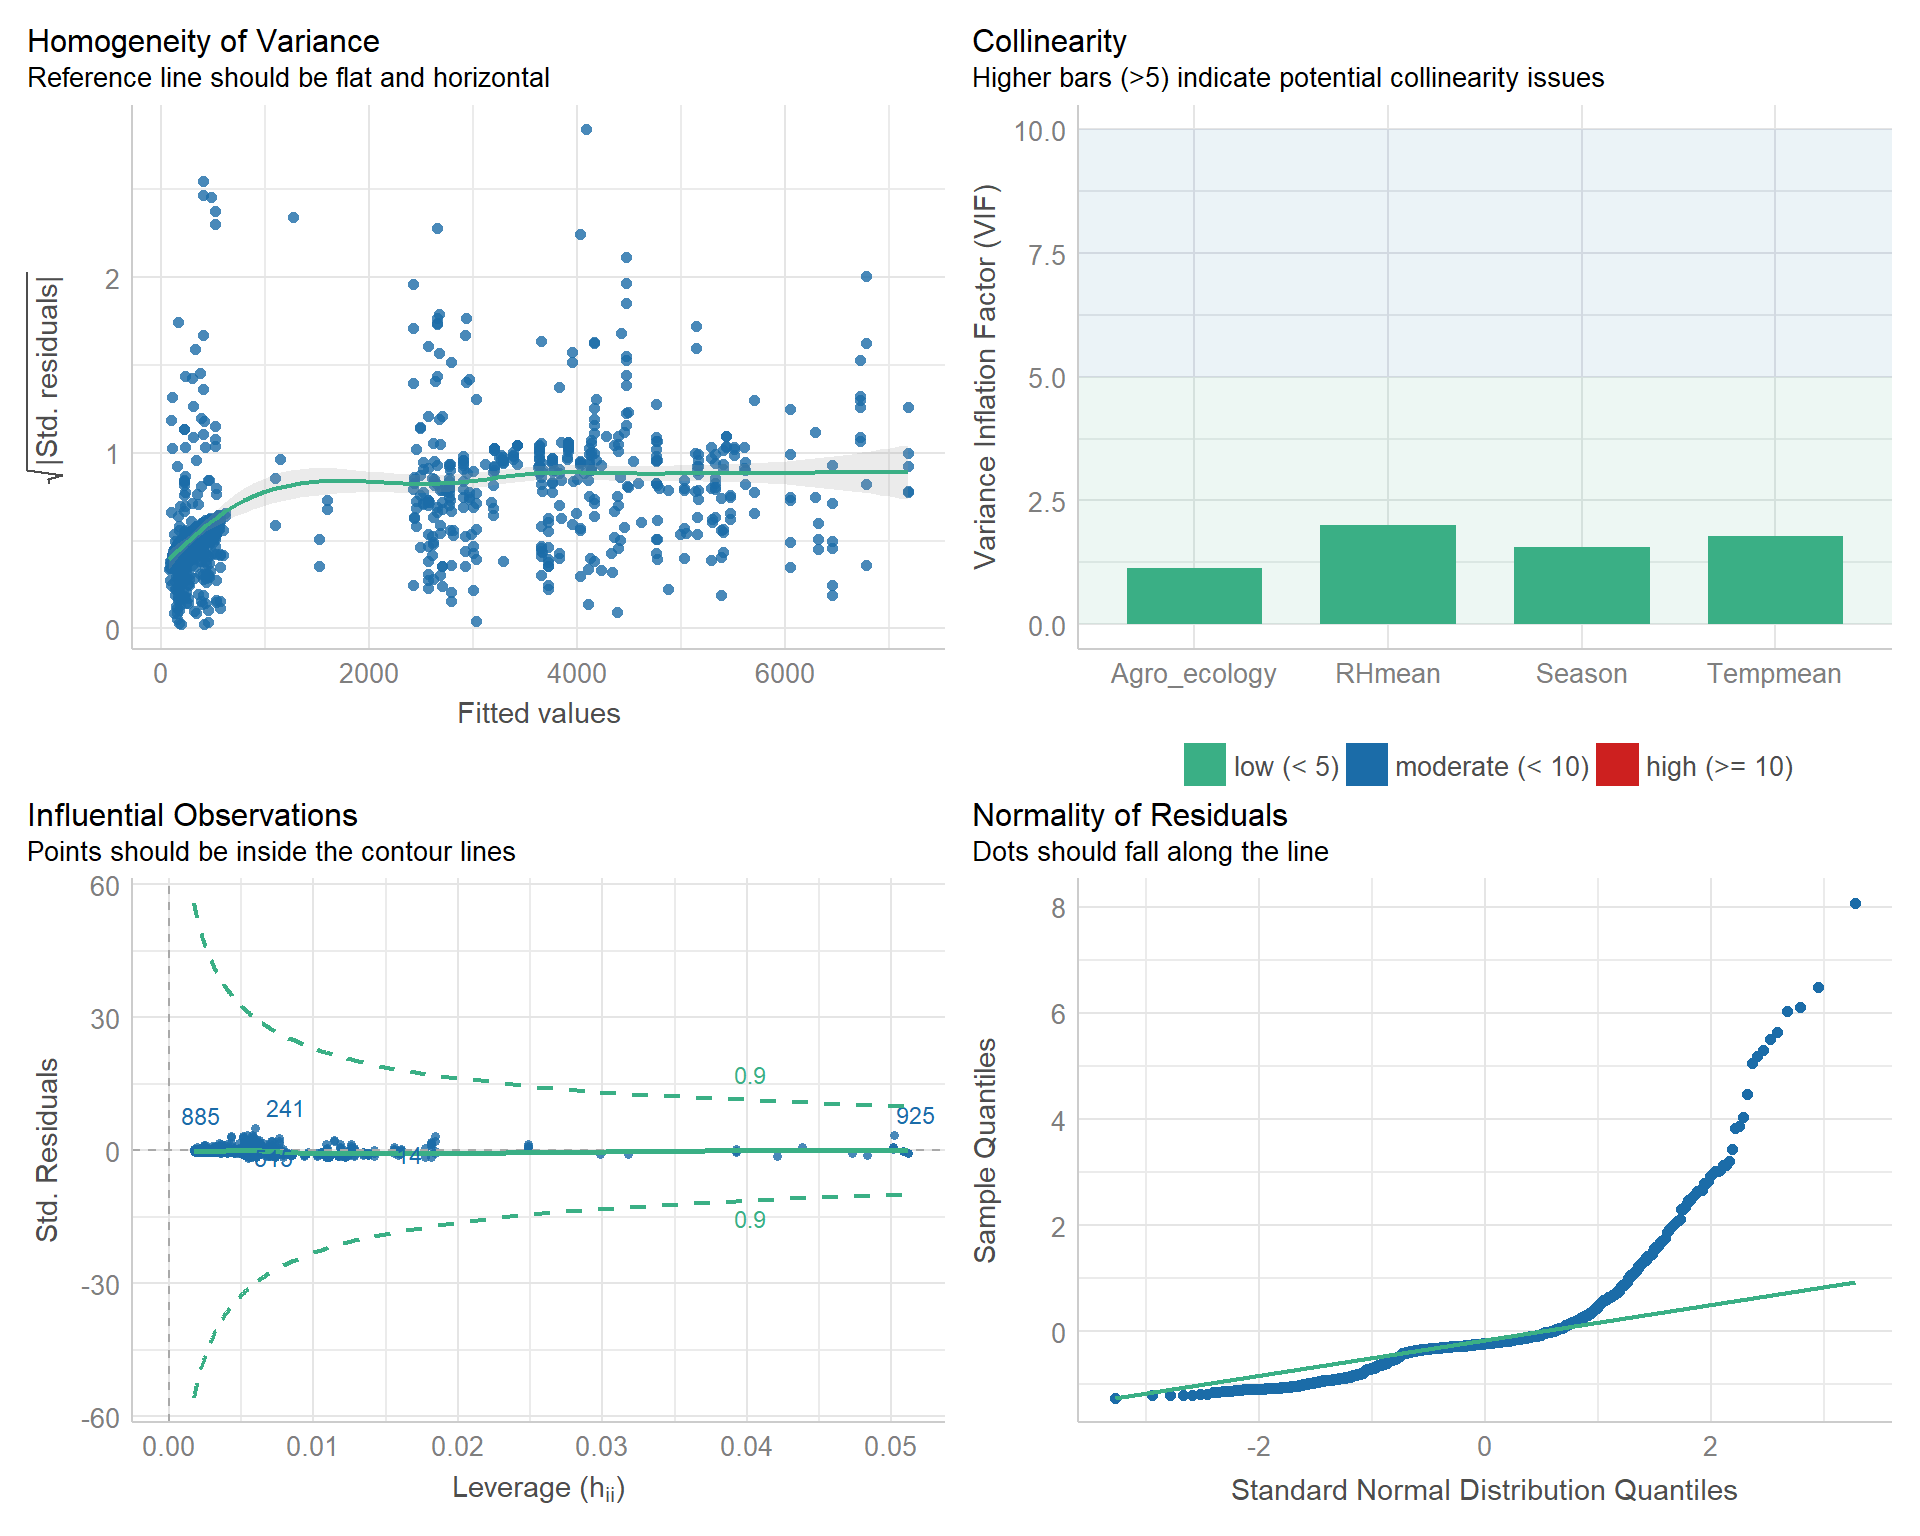 Homogeneity of Variance
Reference line should be flat and horizontal
√|Std. residuals|
2
1
0
0 2000 4000 6000
Fitted values
Collinearity
Higher bars (>5) indicate potential collinearity issues
Variance Inflation Factor (VIF)
10.0
7.5
5.0
2.5
0.0
Agro_ecology RHmean Season Tempmean
low (< 5) moderate (< 10) high (>= 10)
Influential Observations
Points should be inside the contour lines
Std. Residuals
60
30
0
-30
-60
0.9
885 241 925
0.9
0.00 0.01 0.02 0.03 0.04 0.05
Leverage (hii)
Normality of Residuals
Dots should fall along the line
Sample Quantiles
8
6
4
2
0
-2 0 2
Standard Normal Distribution Quantiles